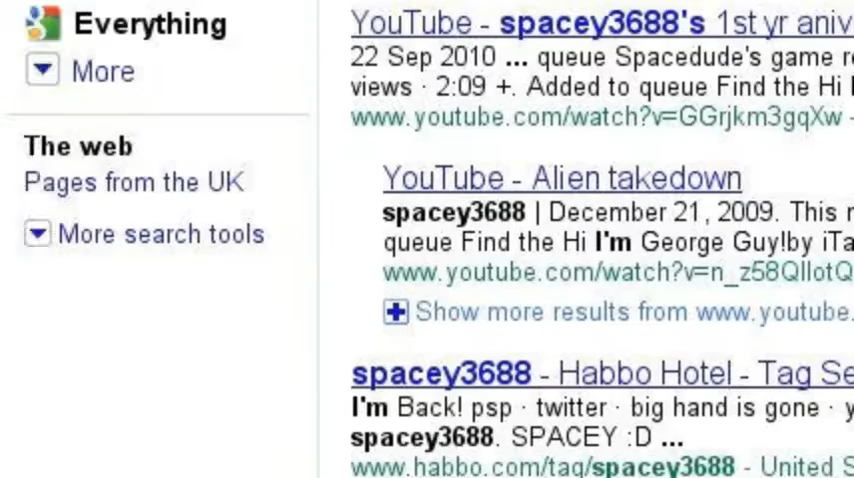 Everything
More
The web
Pages from the UK
More search tools
YouTube - spacey3688's 1st yr aniv
22 Sep 2010 ... queue Spacedude's game
views · 2:09 +. Added to queue Find the Hi
www.youtube.com/watch?v=GGrjkm3gqXw -
YouTube - Alien takedown
spacey3688 | December 21, 2009. This
queue Find the Hi I'm George Guy!by iTa
www.youtube.com/watch?v=n_z58QllotQ
Show more results from www.youtube.
spacey3688 - Habbo Hotel - Tag Se
I'm Back! psp · twitter · big hand is gone · y
spacey3688. SPACEY :D ...
www.habbo.com/tag/spacey3688 - United S